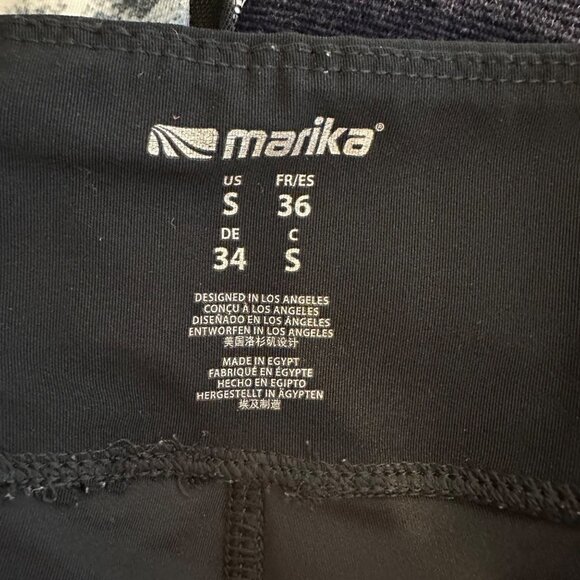 marika®
US FR/ES
S 36
DE C
34 S
DESIGNED IN LOS ANGELES
CONÇU À LOS ANGELES
DISEÑADO EN LOS ÁNGELES
ENTWORFEN IN LOS ANGELES
美国洛杉矶设计
MADE IN EGYPT
FABRIQUÉ EN ÉGYPTE
HECHO EN EGIPTO
HERGESTELLT IN ÄGYPTEN
埃及制造